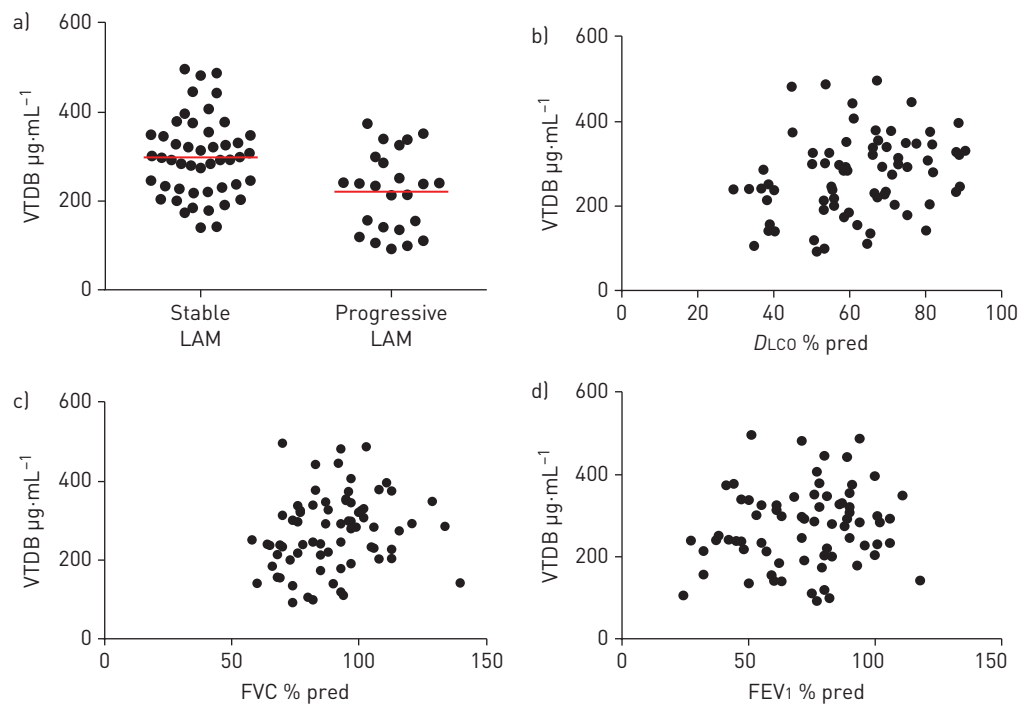 a)
600
400
200
0
VTDB µg·mL⁻¹
Stable
LAM
Progressive
LAM
b)
600
400
200
0
VTDB µg·mL⁻¹
0 20 40 60 80 100
DLCO % pred
c)
600
400
200
0
VTDB µg·mL⁻¹
0 50 100 150
FVC % pred
d)
600
400
200
0
VTDB µg·mL⁻¹
0 50 100 150
FEV1 % pred